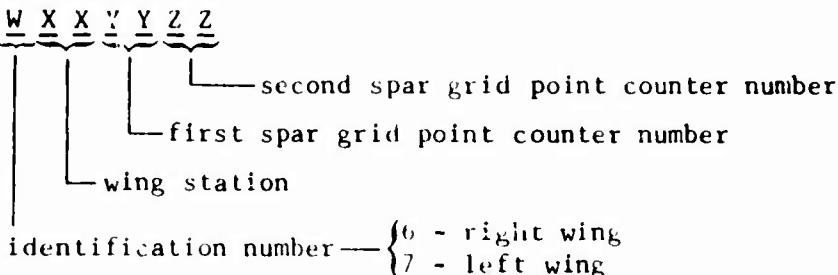 W X X Y Y Z Z
second spar grid point counter number
first spar grid point counter number
wing station
identification number — { 6 - right wing
7 - left wing